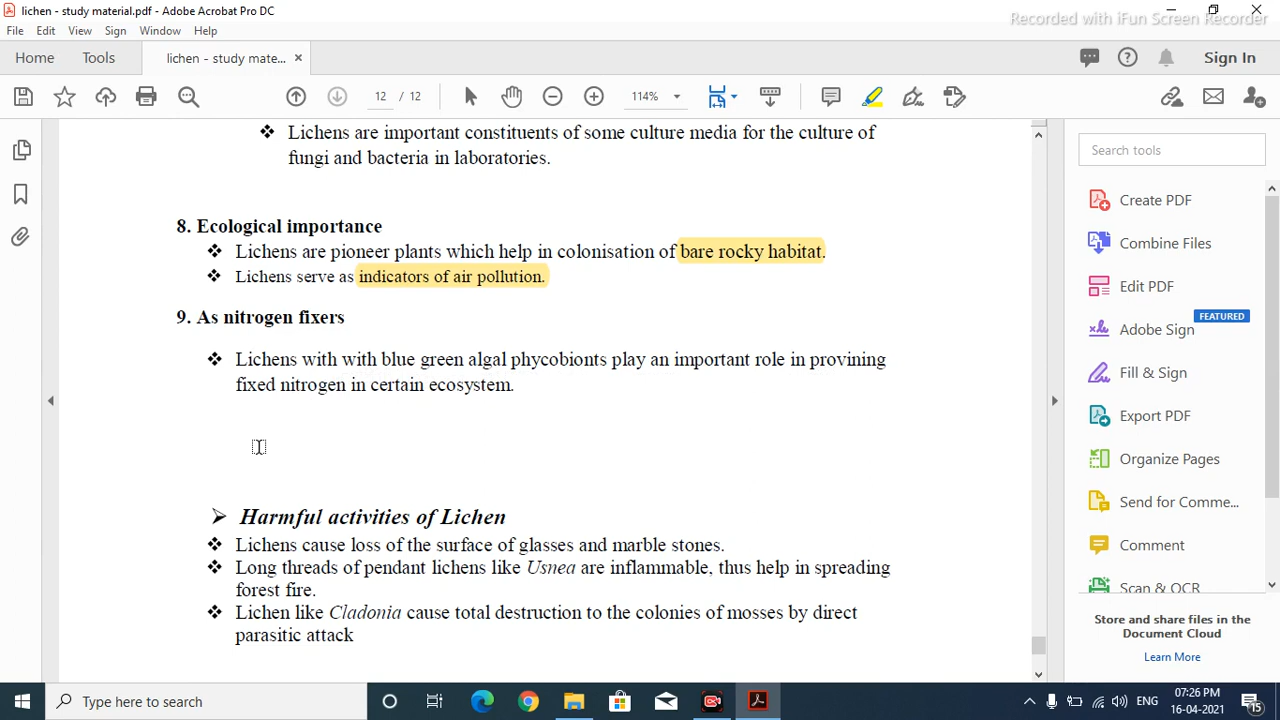 lichen - study material.pdf - Adobe Acrobat Pro DC
Recorded with iFun Screen Recorder
File Edit View Sign Window Help
Home Tools lichen - study mate... × Sign In
12 / 12 114%
❖ Lichens are important constituents of some culture media for the culture of
fungi and bacteria in laboratories.
8. Ecological importance
❖ Lichens are pioneer plants which help in colonisation of bare rocky habitat.
❖ Lichens serve as indicators of air pollution.
9. As nitrogen fixers
❖ Lichens with with blue green algal phycobionts play an important role in provining
fixed nitrogen in certain ecosystem.
➢ Harmful activities of Lichen
❖ Lichens cause loss of the surface of glasses and marble stones.
❖ Long threads of pendant lichens like Usnea are inflammable, thus help in spreading
forest fire.
❖ Lichen like Cladonia cause total destruction to the colonies of mosses by direct
parasitic attack
Search tools
Create PDF
Combine Files
Edit PDF
FEATURED
Adobe Sign
Fill & Sign
Export PDF
Organize Pages
Send for Comme...
Comment
Scan & OCR
Store and share files in the
Document Cloud
Learn More
Type here to search
ENG
07:26 PM
16-04-2021
15